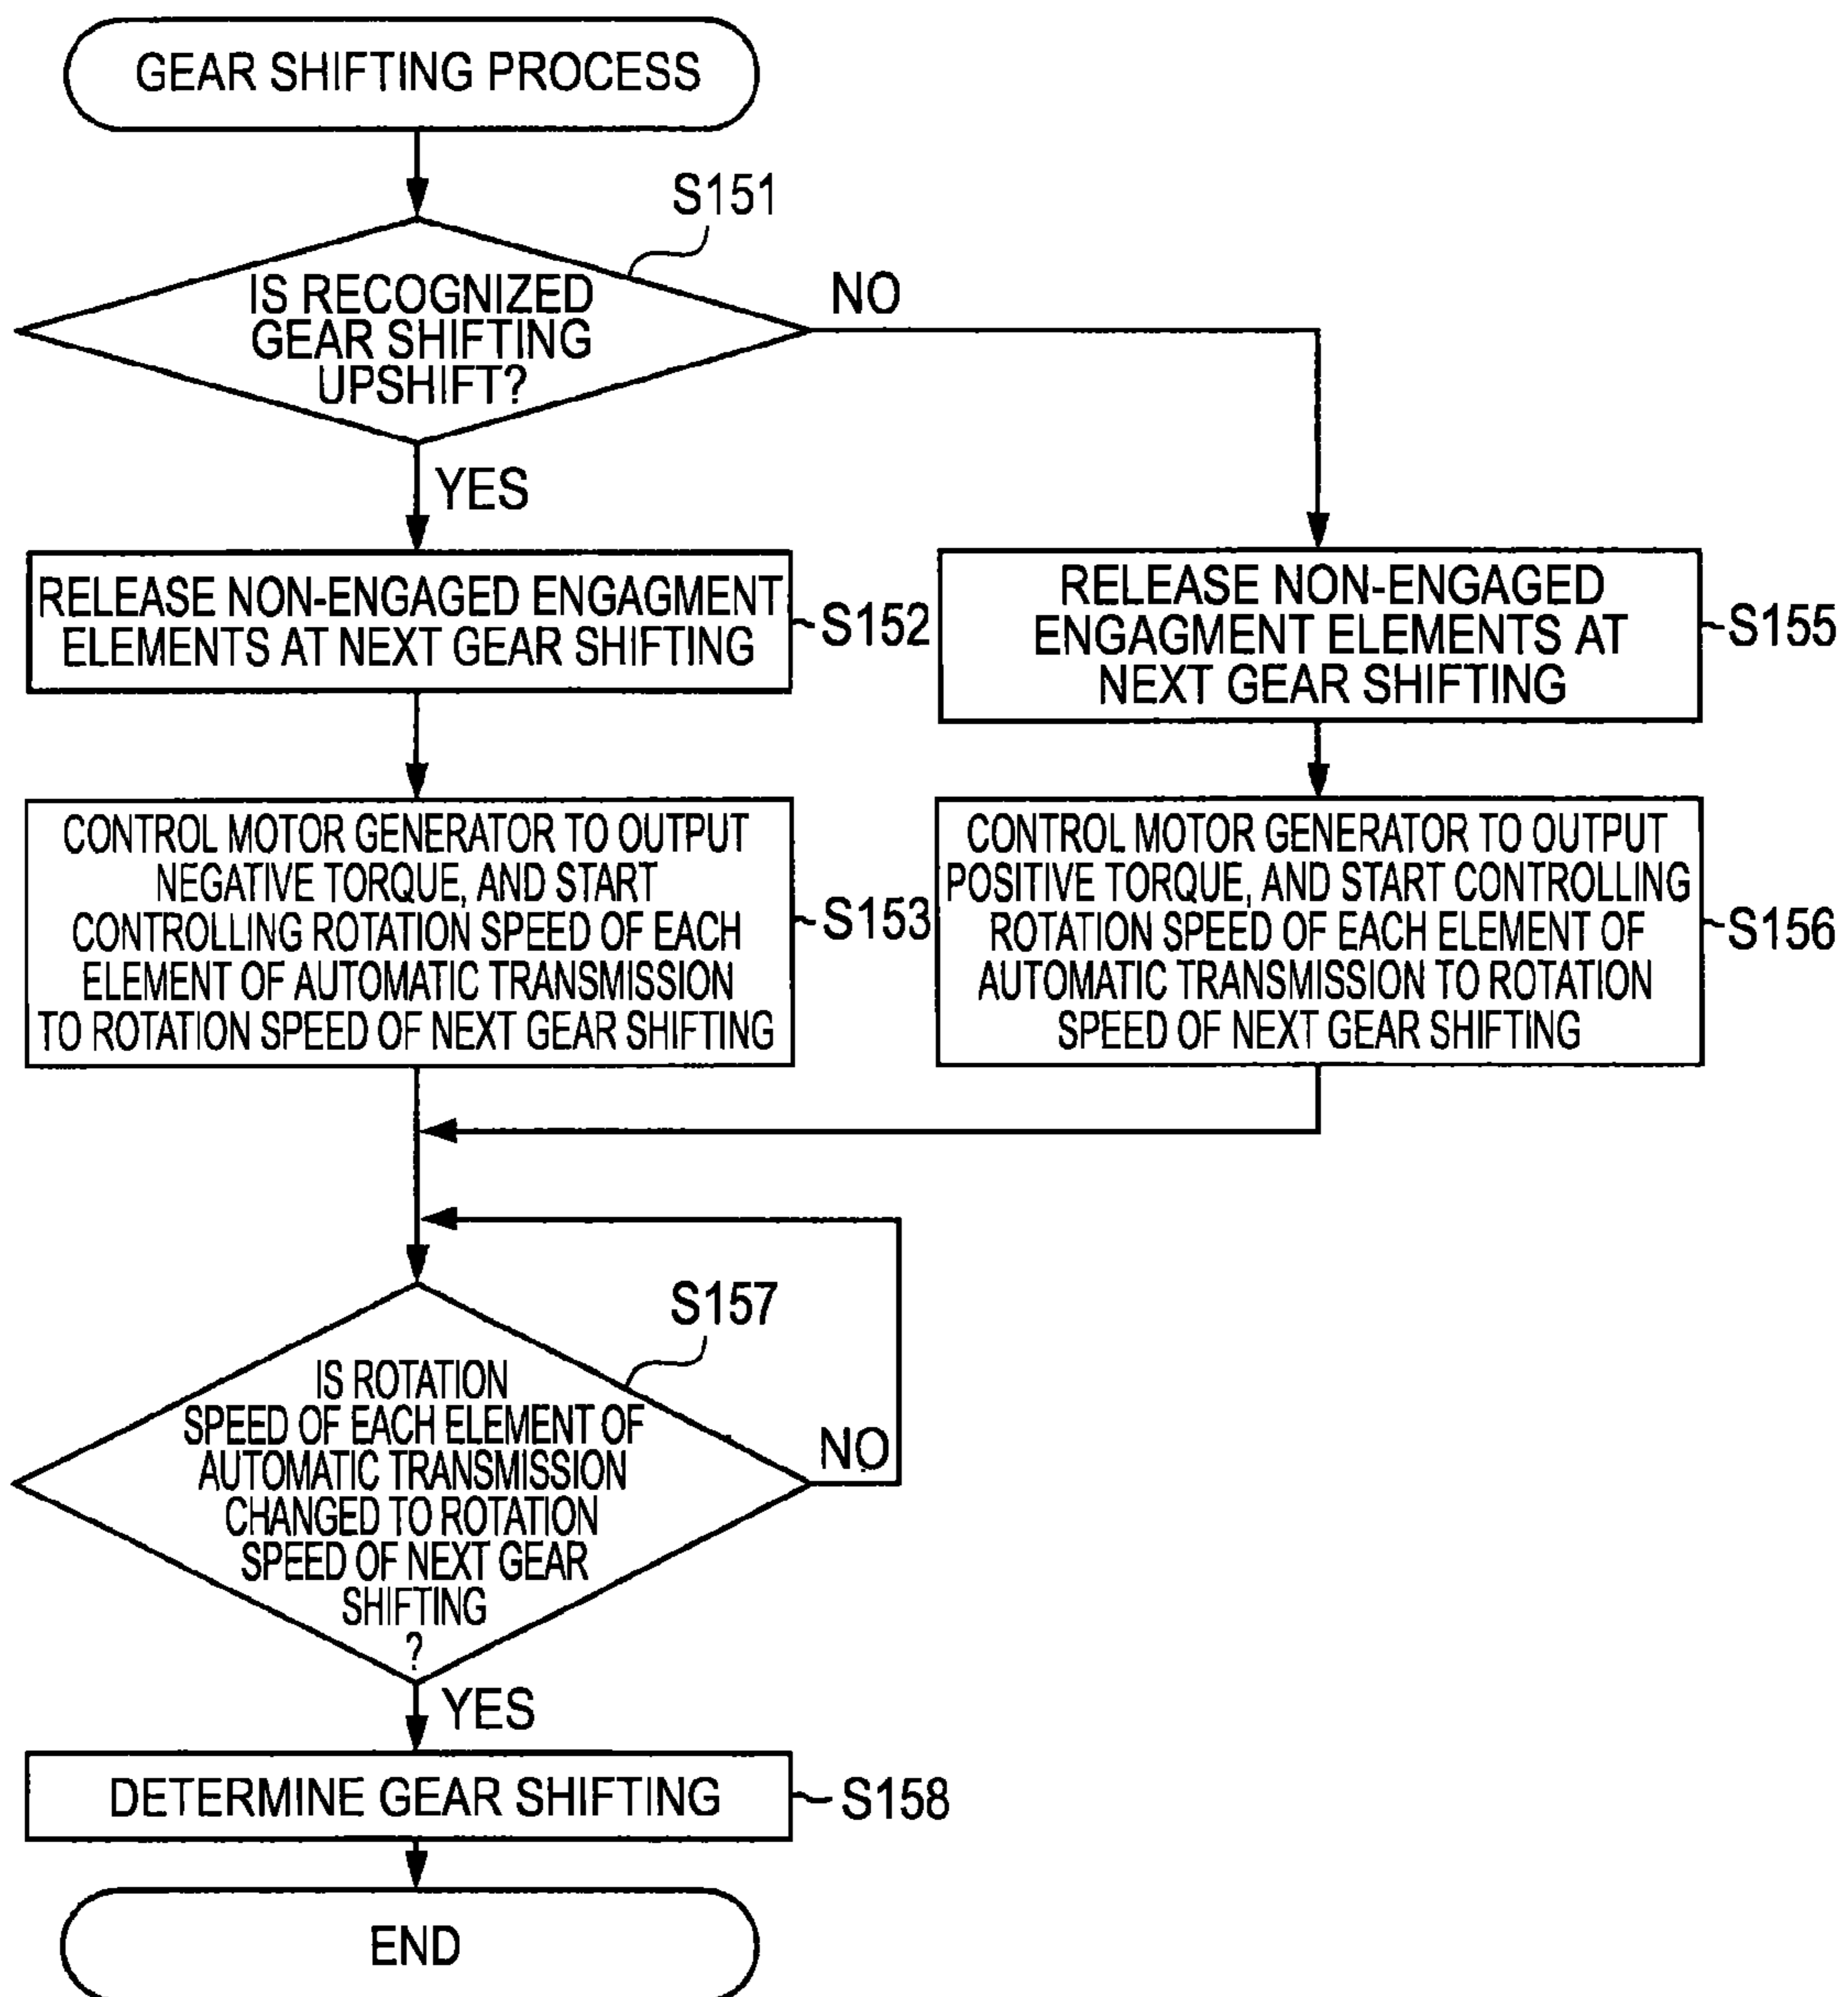 GEAR SHIFTING PROCESS
S151
IS RECOGNIZED
GEAR SHIFTING
UPSHIFT?
NO
YES
RELEASE NON-ENGAGED ENGAGMENT
ELEMENTS AT NEXT GEAR SHIFTING
S152
RELEASE NON-ENGAGED
ENGAGMENT ELEMENTS AT
NEXT GEAR SHIFTING
S155
CONTROL MOTOR GENERATOR TO OUTPUT
NEGATIVE TORQUE, AND START
CONTROLLING ROTATION SPEED OF EACH
ELEMENT OF AUTOMATIC TRANSMISSION
TO ROTATION SPEED OF NEXT GEAR SHIFTING
S153
CONTROL MOTOR GENERATOR TO OUTPUT
POSITIVE TORQUE, AND START CONTROLLING
ROTATION SPEED OF EACH ELEMENT OF
AUTOMATIC TRANSMISSION TO ROTATION
SPEED OF NEXT GEAR SHIFTING
S156
S157
IS ROTATION
SPEED OF EACH ELEMENT OF
AUTOMATIC TRANSMISSION
CHANGED TO ROTATION
SPEED OF NEXT GEAR
SHIFTING
?
NO
YES
DETERMINE GEAR SHIFTING
S158
END